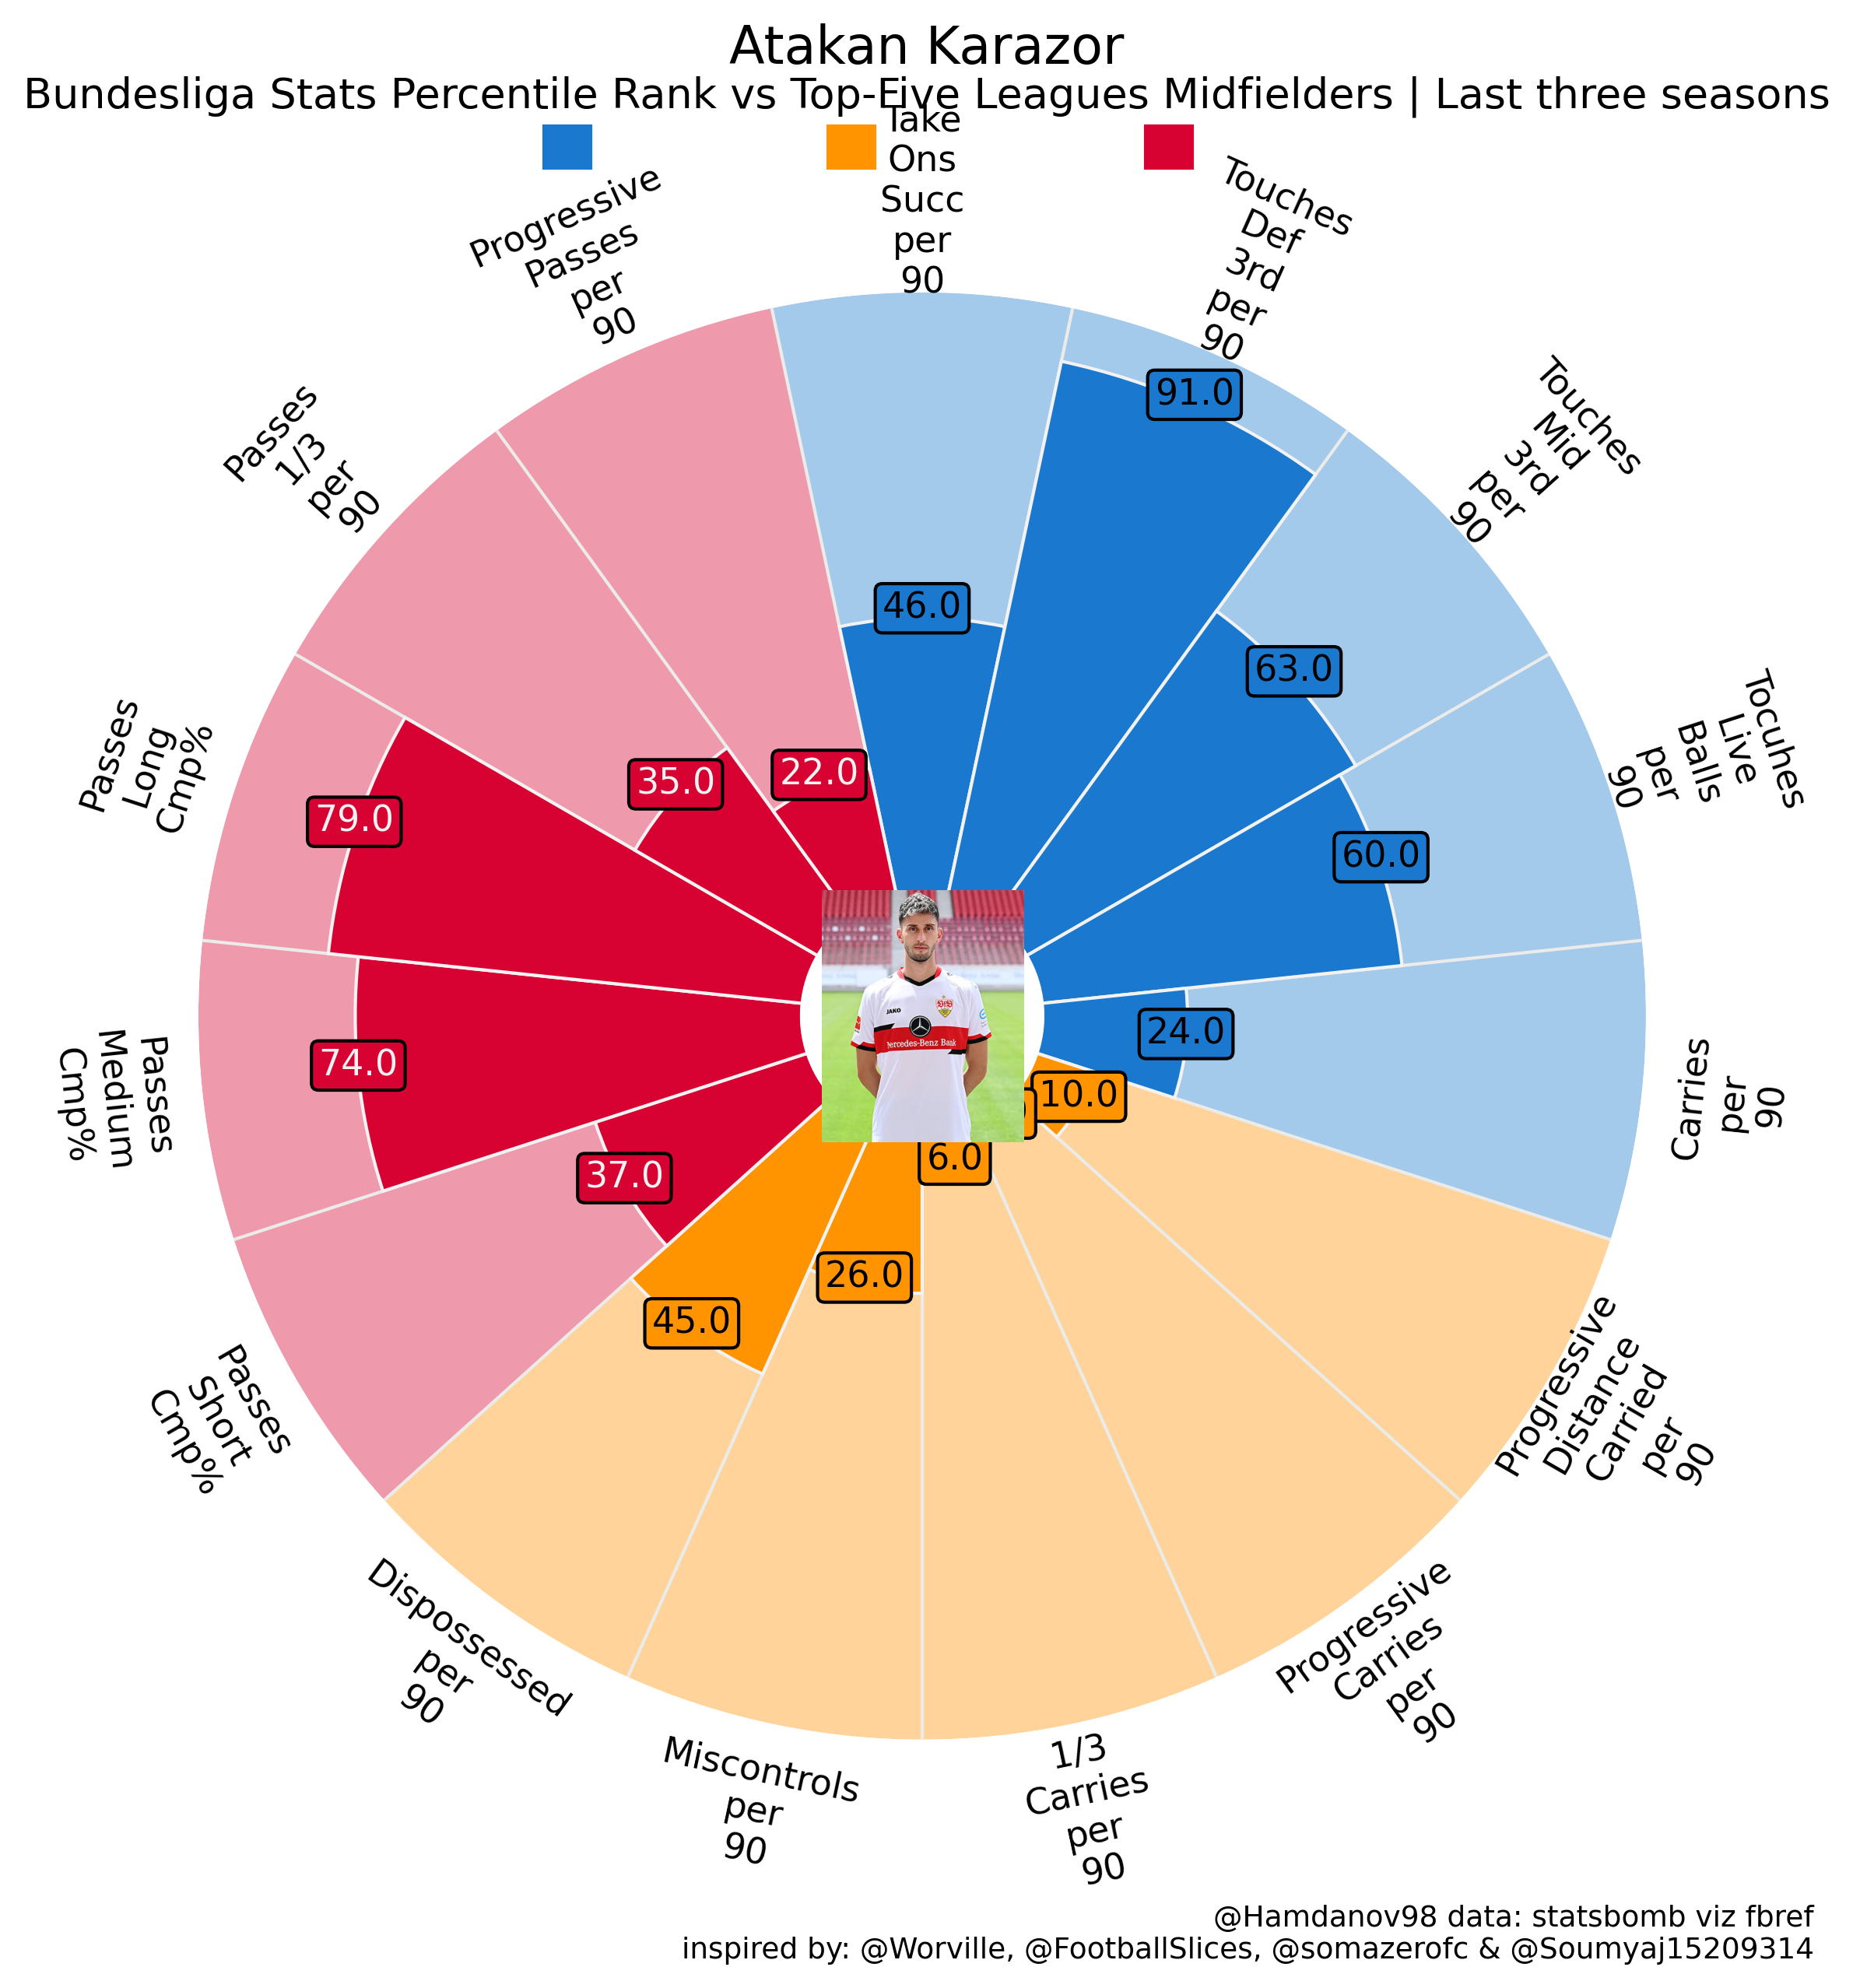 Atakan Karazor
Bundesliga Stats Percentile Rank vs Top-Five Leagues Midfielders | Last three seasons
Take
Ons
Succ
per
90
Touches
Def
3rd
per
90
Touches
Mid
3rd
per
90
Tocuhes
Live
Balls
per
90
Carries
per
90
Progressive
Distance
Carried
per
90
Progressive
Carries
per
90
1/3
Carries
per
90
Miscontrols
per
90
Dispossessed
per
90
Passes
Short
Cmp%
Passes
Medium
Cmp%
Passes
Long
Cmp%
Passes
1/3
per
90
Progressive
Passes
per
90
46.0
91.0
63.0
60.0
24.0
10.0
6.0
26.0
45.0
37.0
74.0
79.0
35.0
22.0
JAKO
Mercedes-Benz Bank
@Hamdanov98 data: statsbomb viz fbref
inspired by: @Worville, @FootballSlices, @somazerofc & @Soumyaj15209314